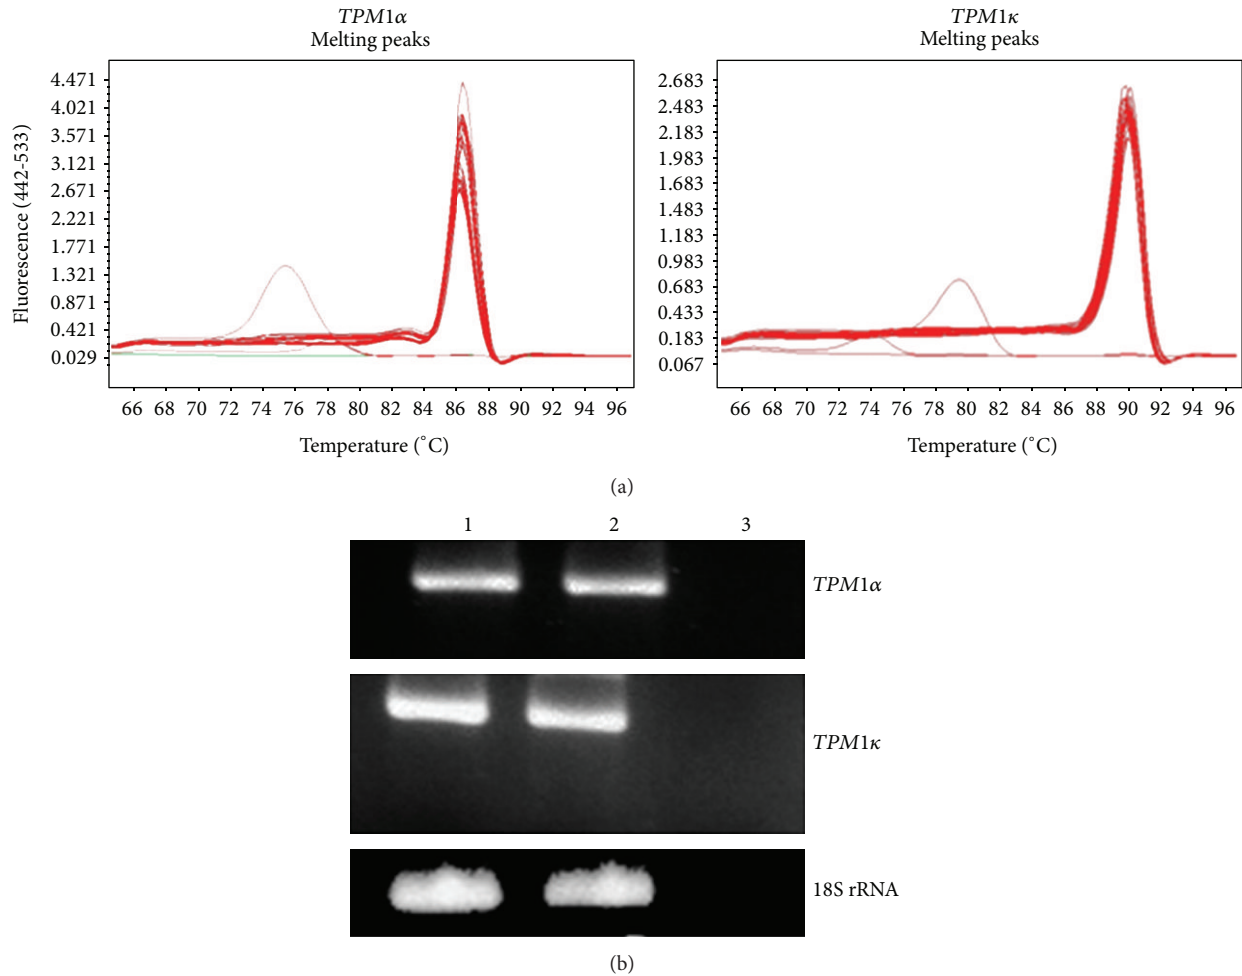 TPM1α
Melting peaks
Fluorescence (442-533)
4.471
4.021
3.571
3.121
2.671
2.221
1.771
1.321
0.871
0.421
0.029
66 68 70 72 74 76 78 80 82 84 86 88 90 92 94 96
Temperature (°C)
TPM1κ
Melting peaks
2.683
2.483
2.183
1.983
1.683
1.483
1.183
0.983
0.683
0.433
0.183
0.067
66 68 70 72 74 76 78 80 82 84 86 88 90 92 94 96
Temperature (°C)
(a)
1 2 3
TPM1α
TPM1κ
18S rRNA
(b)